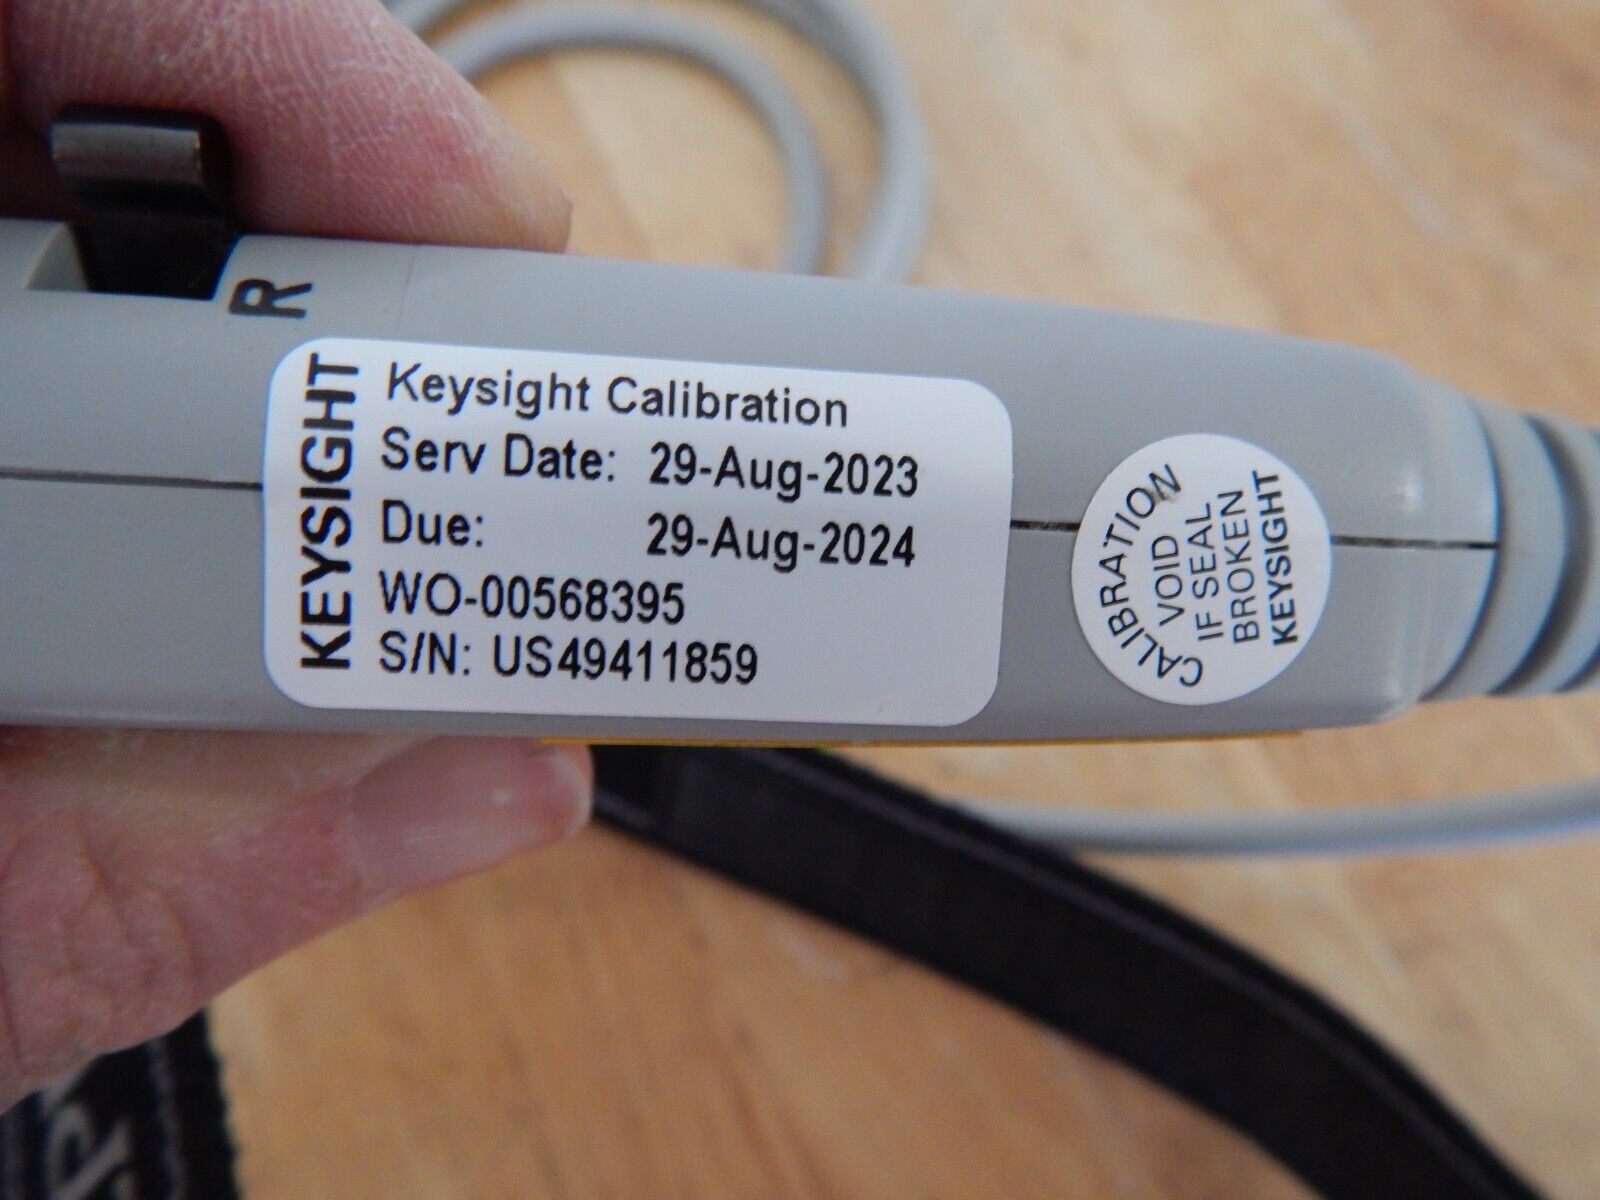 R
KEYSIGHT
Keysight Calibration
Serv Date: 29-Aug-2023
Due: 29-Aug-2024
WO-00568395
S/N: US49411859
CALIBRATION
VOID
IF SEAL
BROKEN
KEYSIGHT